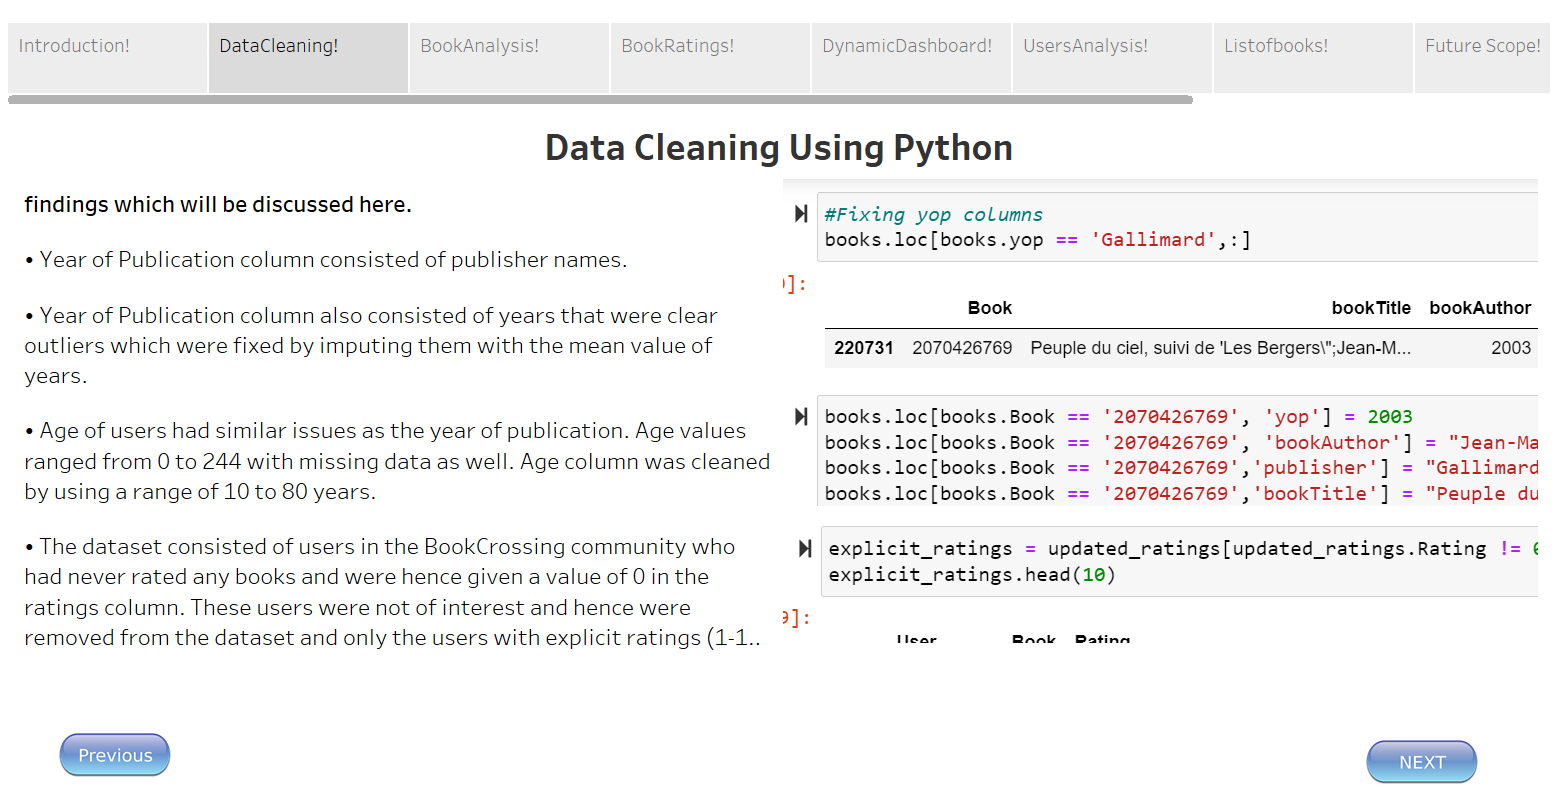 Introduction!
DataCleaning!
BookAnalysis!
BookRatings!
DynamicDashboard!
UsersAnalysis!
Listofbooks!
Future Scope!
Data Cleaning Using Python
findings which will be discussed here.
• Year of Publication column consisted of publisher names.
• Year of Publication column also consisted of years that were clear
outliers which were fixed by imputing them with the mean value of
years.
• Age of users had similar issues as the year of publication. Age values
ranged from 0 to 244 with missing data as well. Age column was cleaned
by using a range of 10 to 80 years.
• The dataset consisted of users in the BookCrossing community who
had never rated any books and were hence given a value of 0 in the
ratings column. These users were not of interest and hence were
removed from the dataset and only the users with explicit ratings (1-1..
#Fixing yop columns
books.loc[books.yop == 'Gallimard',:]
]:
Book bookTitle bookAuthor
220731 2070426769 Peuple du ciel, suivi de 'Les Bergers\";Jean-M... 2003
books.loc[books.Book == '2070426769', 'yop'] = 2003
books.loc[books.Book == '2070426769', 'bookAuthor'] = "Jean-Ma
books.loc[books.Book == '2070426769','publisher'] = "Gallimard
books.loc[books.Book == '2070426769','bookTitle'] = "Peuple du
explicit_ratings = updated_ratings[updated_ratings.Rating != 0
explicit_ratings.head(10)
]:
User Book Rating
Previous
NEXT